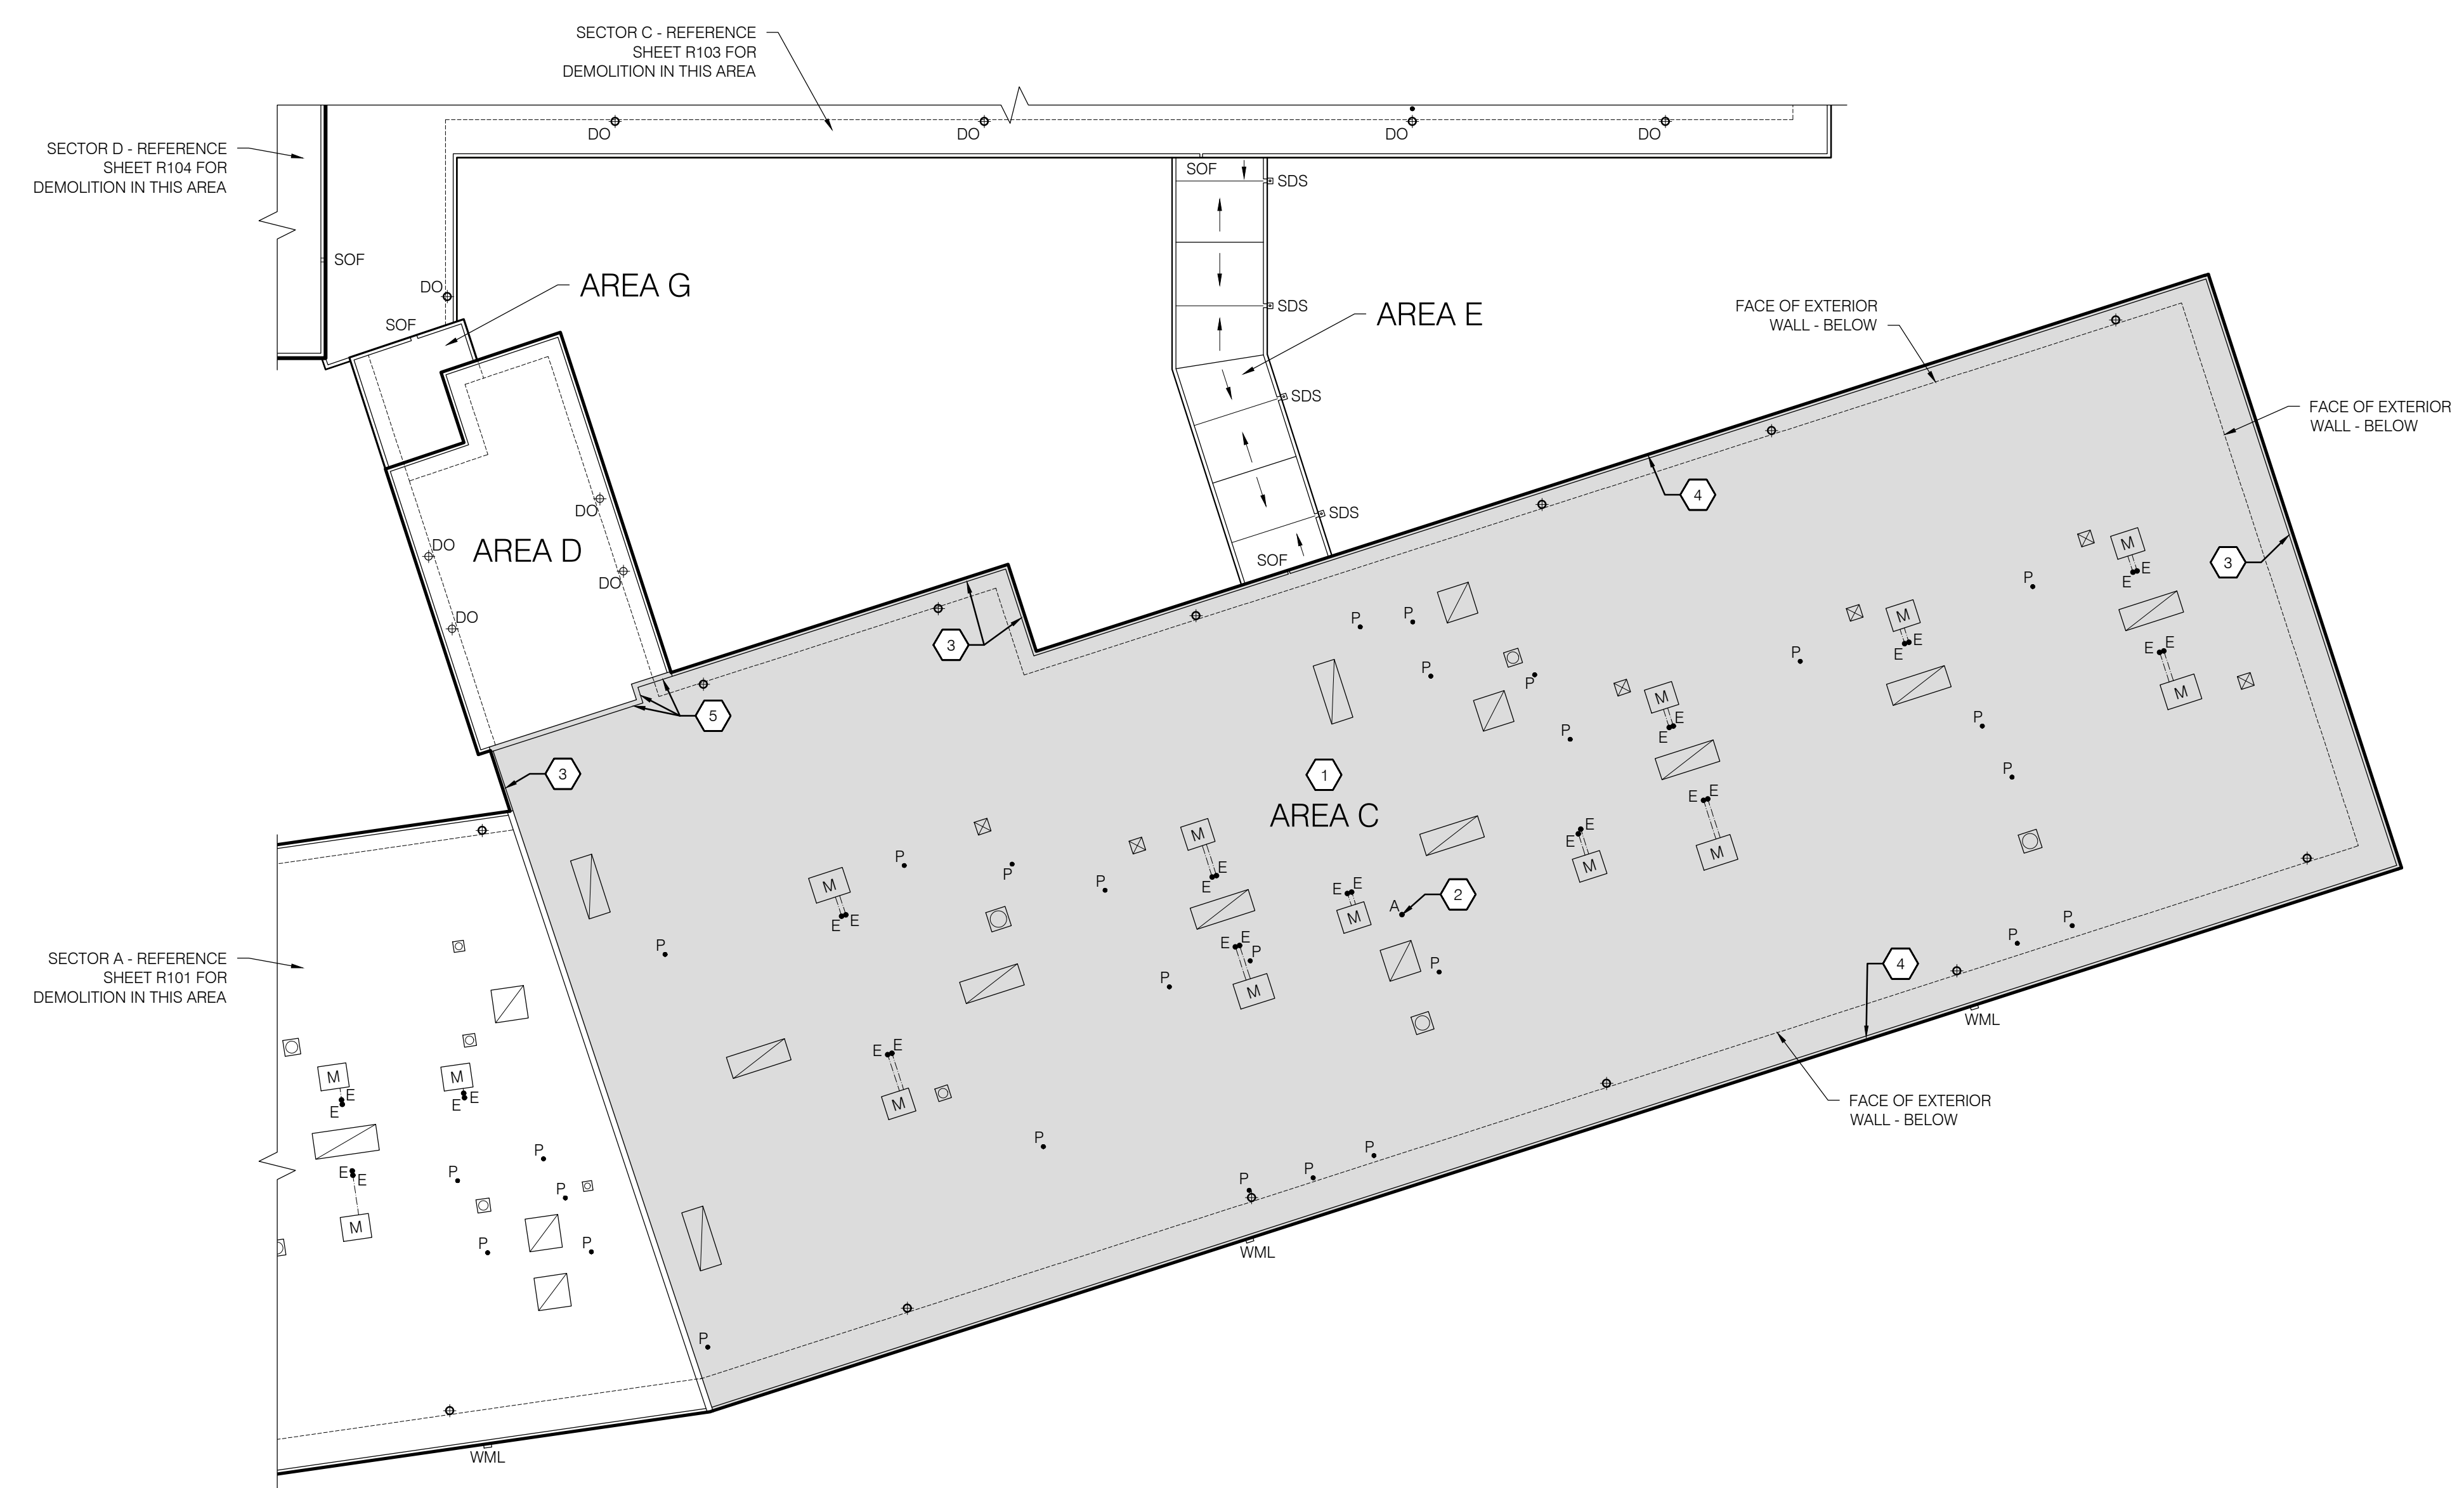 SECTOR C - REFERENCE
SHEET R103 FOR
DEMOLITION IN THIS AREA
DO
DO
DO
DO
SECTOR D - REFERENCE
SHEET R104 FOR
DEMOLITION IN THIS AREA
SOF
SDS
SOF
DO
AREA G
SDS
AREA E
FACE OF EXTERIOR
WALL - BELOW
SOF
SDS
FACE OF EXTERIOR
WALL - BELOW
4
DO
SDS
DO
AREA D
DO
DO
SOF
3
M
E
E
P
3
P
P
M
E
E
P
P
E
E
M
P
M
E
E
5
P
P
3
1
AREA C
P
E
E
M
M
E
E
E
E
M
P
P
M
E
E
P
E
E
M
A
2
P
P
P
E
E
P
M
P
P
4
SECTOR A - REFERENCE
SHEET R101 FOR
DEMOLITION IN THIS AREA
WML
E
E
M
M
E
E
M
E
E
FACE OF EXTERIOR
WALL - BELOW
P
P
P
P
E
E
P
P
P
M
P
P
WML
P
WML